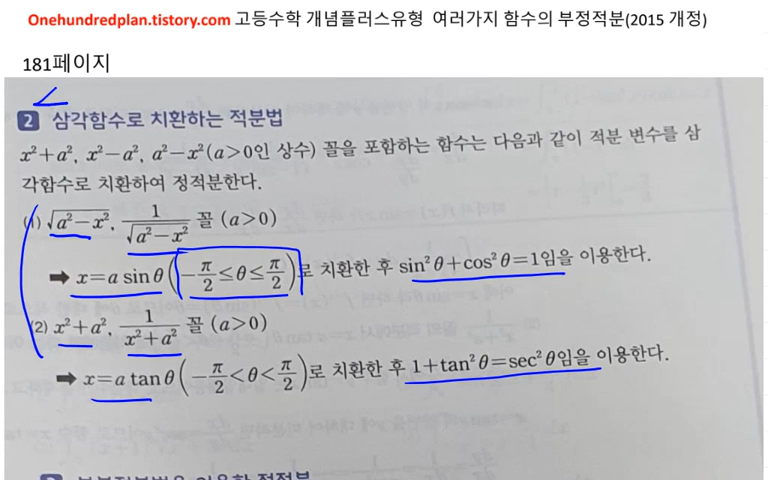 Onehundredplan.tistory.com 고등수학 개념플러스유형 여러가지 함수의 부정적분(2015 개정)
181페이지
2 삼각함수로 치환하는 적분법
x²+a², x²-a², a²-x²(a>0인 상수) 꼴을 포함하는 함수는 다음과 같이 적분 변수를 삼
각함수로 치환하여 정적분한다.
(1) √(a²-x²), 1/√(a²-x²) 꼴 (a>0)
➡ x=a sin θ(-π/2≤θ≤π/2)로 치환한 후 sin²θ+cos²θ=1임을 이용한다.
(2) x²+a², 1/(x²+a²) 꼴 (a>0)
➡ x=a tan θ(-π/2<θ<π/2)로 치환한 후 1+tan²θ=sec²θ임을 이용한다.